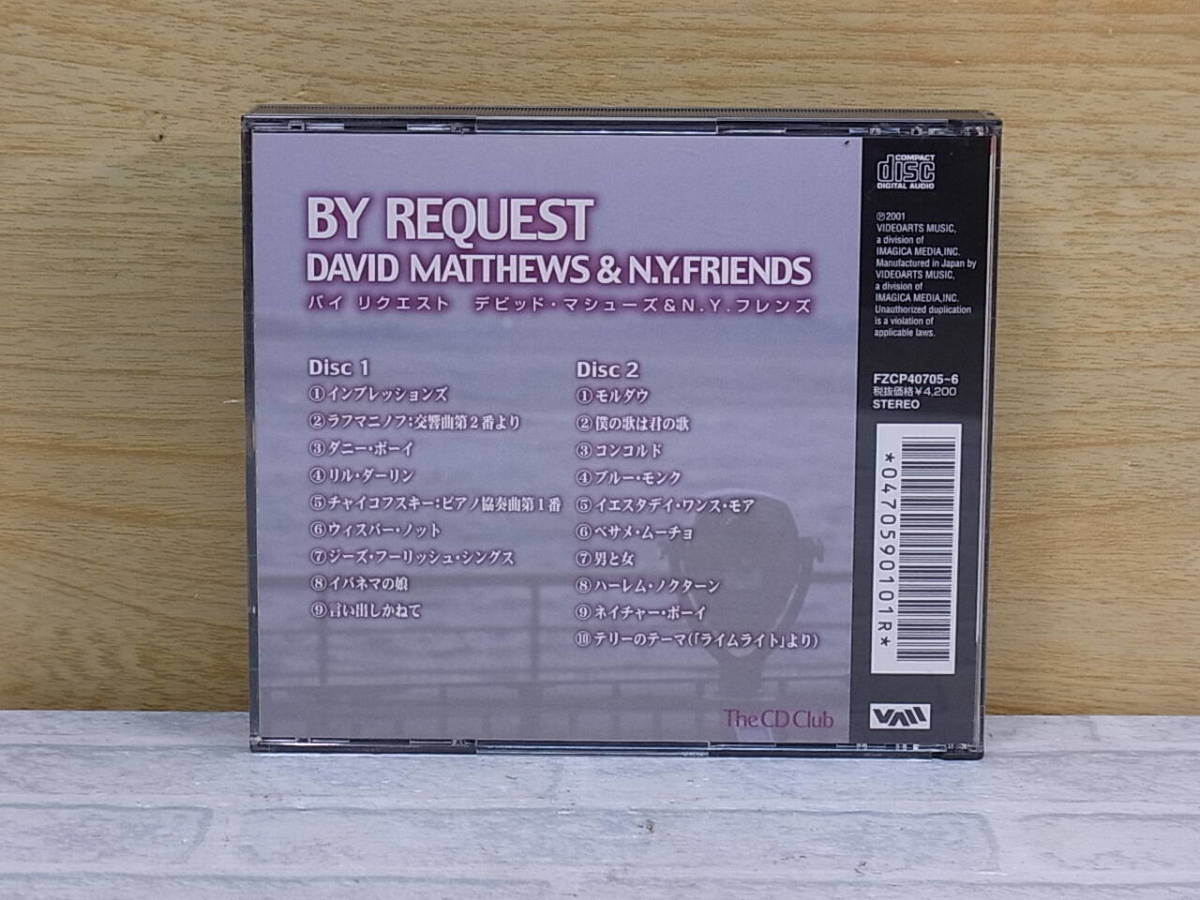 BY REQUEST
DAVID MATTHEWS & N.Y.FRIENDS
バイ リクエスト デビッド・マシューズ&N.Y.フレンズ
Disc 1
①インプレッションズ
②ラフマニノフ:交響曲第2番より
③ダニー・ボーイ
④リル・ダーリン
⑤チャイコフスキー:ピアノ協奏曲第1番
⑥ウィスパー・ノット
⑦ジーズ・フーリッシュ・シングス
⑧イパネマの娘
⑨言い出しかねて
Disc 2
①モルダウ
②僕の歌は君の歌
③コンコルド
④ブルー・モンク
⑤イエスタデイ・ワンス・モア
⑥ベサメ・ムーチョ
⑦男と女
⑧ハーレム・ノクターン
⑨ネイチャー・ボーイ
⑩テリーのテーマ(「ライムライト」より)
The CD Club
COMPACT
disc
DIGITAL AUDIO
℗2001
VIDEOARTS MUSIC,
a division of
IMAGICA MEDIA,INC.
Manufactured in Japan by
VIDEOARTS MUSIC,
a division of
IMAGICA MEDIA,INC.
Unauthorized duplication
is a violation of
applicable laws.
FZCP40705~6
税抜価格¥4,200
STEREO
*0470590101R*